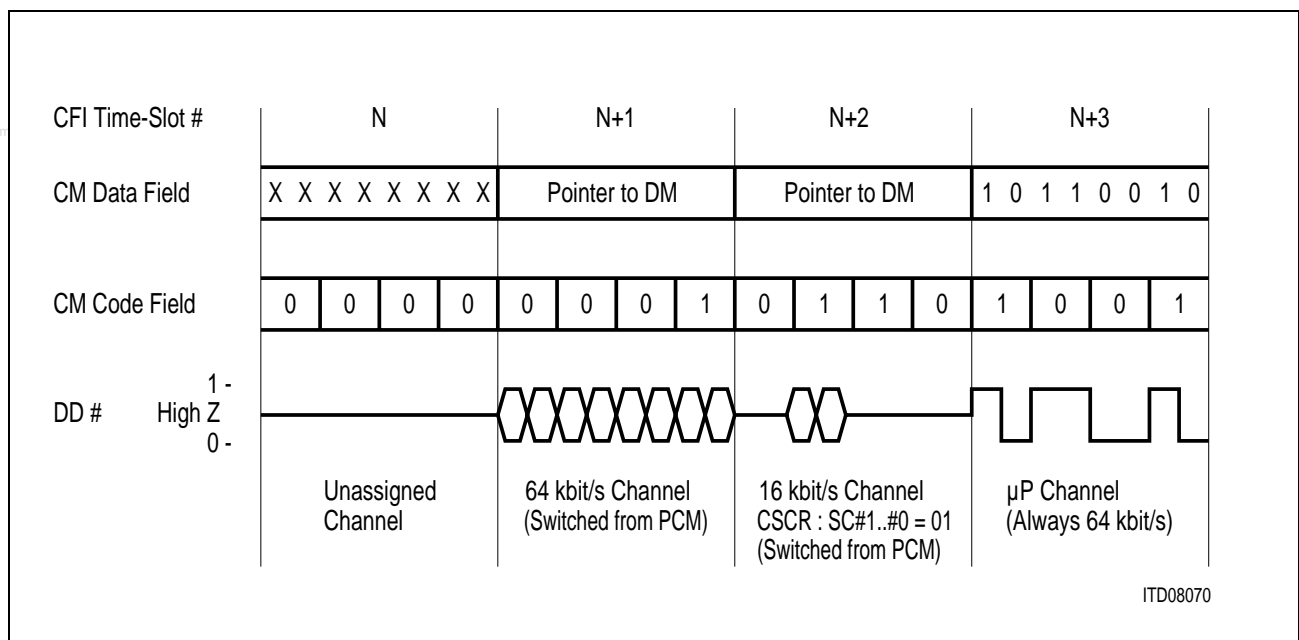 CFI Time-Slot # N N+1 N+2 N+3
CM Data Field X X X X X X X X Pointer to DM Pointer to DM 1 0 1 1 0 0 1 0
CM Code Field 0 0 0 0 0 0 0 1 0 1 1 0 1 0 0 1
1 -
DD # High Z
0 -
Unassigned
Channel
64 kbit/s Channel
(Switched from PCM)
16 kbit/s Channel
CSCR : SC#1..#0 = 01
(Switched from PCM)
µP Channel
(Always 64 kbit/s)
ITD08070